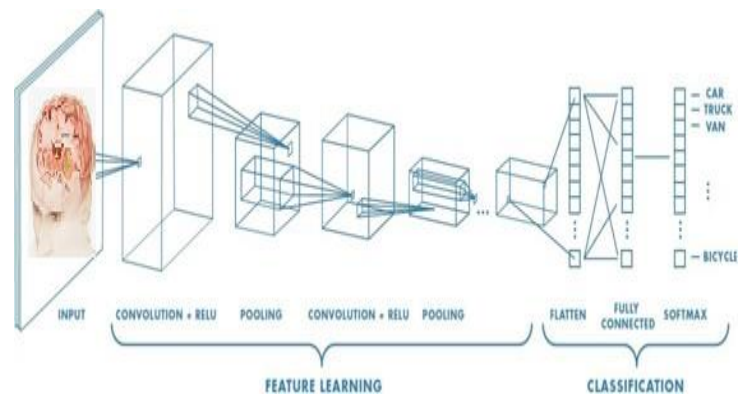 CAR
TRUCK
VAN
BICYCLE
INPUT
CONVOLUTION + RELU
POOLING
CONVOLUTION + RELU
POOLING
FLATTEN
FULLY
CONNECTED
SOFTMAX
FEATURE LEARNING
CLASSIFICATION